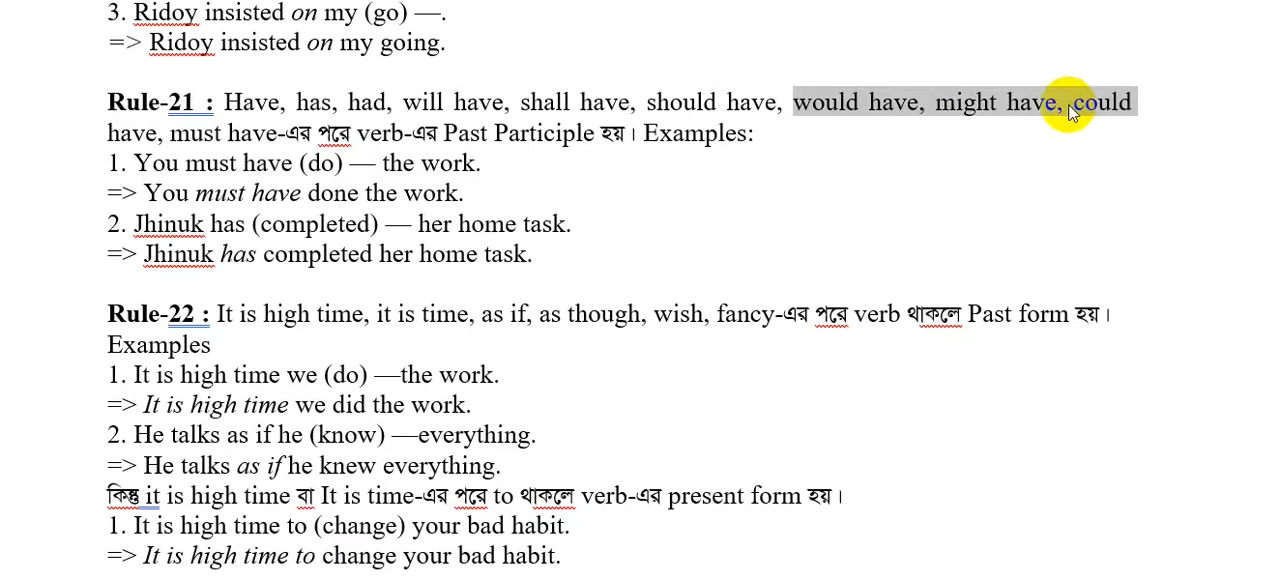 3. Ridoy insisted on my (go) —.
=> Ridoy insisted on my going.
Rule-21 : Have, has, had, will have, shall have, should have, would have, might have, could
have, must have-এর পরে verb-এর Past Participle হয়। Examples:
1. You must have (do) — the work.
=> You must have done the work.
2. Jhinuk has (completed) — her home task.
=> Jhinuk has completed her home task.
Rule-22 : It is high time, it is time, as if, as though, wish, fancy-এর পরে verb থাকলে Past form হয়।
Examples
1. It is high time we (do) —the work.
=> It is high time we did the work.
2. He talks as if he (know) —everything.
=> He talks as if he knew everything.
কিন্তু it is high time বা It is time-এর পরে to থাকলে verb-এর present form হয়।
1. It is high time to (change) your bad habit.
=> It is high time to change your bad habit.